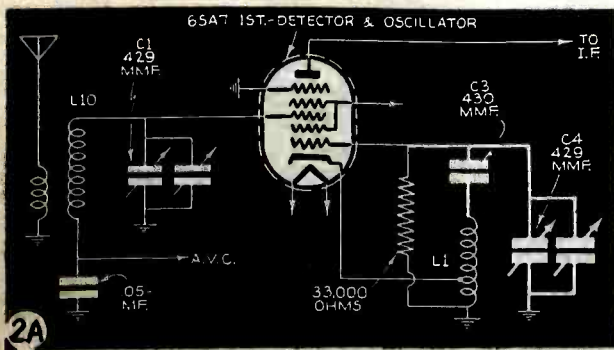 6SA7 1ST.-DETECTOR & OSCILLATOR
TO
I.F.
C1
429
MMF.
L10
C3
430
MMF.
C4
429
MMF.
A.V.C.
L1
.05-
MF.
33,000
OHMS
2A